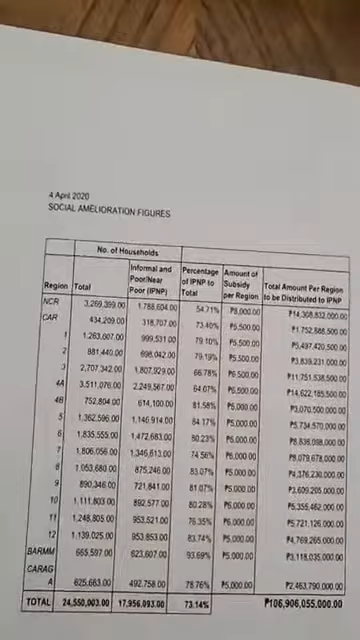 4 April 2020
SOCIAL AMELIORATION FIGURES
No. of Households
Region Total Informal and Poor/Near Poor (IPNP) Percentage of IPNP to Total Amount of Subsidy per Region Total Amount Per Region to be Distributed to IPNP
NCR 3,269,399.00 1,788,604.00 54.71% ₱8,000.00 ₱14,308,832,000.00
CAR 434,209.00 318,707.00 73.40% ₱5,500.00 ₱1,752,888,500.00
1 1,263,607.00 999,531.00 79.10% ₱5,500.00 ₱5,497,420,500.00
2 881,440.00 698,042.00 79.19% ₱5,500.00 ₱3,839,231,000.00
3 2,707,342.00 1,807,929.00 66.78% ₱6,500.00 ₱11,751,538,500.00
4A 3,511,076.00 2,249,567.00 64.07% ₱6,500.00 ₱14,622,185,500.00
4B 752,804.00 614,100.00 81.58% ₱5,000.00 ₱3,070,500,000.00
5 1,362,596.00 1,146,914.00 84.17% ₱5,000.00 ₱5,734,570,000.00
6 1,835,555.00 1,472,683.00 80.23% ₱6,000.00 ₱8,836,098,000.00
7 1,806,056.00 1,346,613.00 74.56% ₱6,000.00 ₱8,079,678,000.00
8 1,053,680.00 875,246.00 83.07% ₱5,000.00 ₱4,376,230,000.00
9 890,346.00 721,841.00 81.07% ₱5,000.00 ₱3,609,205,000.00
10 1,111,803.00 892,577.00 80.28% ₱6,000.00 ₱5,355,462,000.00
11 1,248,805.00 953,521.00 76.35% ₱6,000.00 ₱5,721,126,000.00
12 1,139,025.00 953,853.00 83.74% ₱5,000.00 ₱4,769,265,000.00
BARMM 665,597.00 623,607.00 93.69% ₱5,000.00 ₱3,118,035,000.00
CARAG
A 625,663.00 492,758.00 78.76% ₱5,000.00 ₱2,463,790,000.00
TOTAL 24,550,003.00 17,956,093.00 73.14% ₱106,906,055,000.00